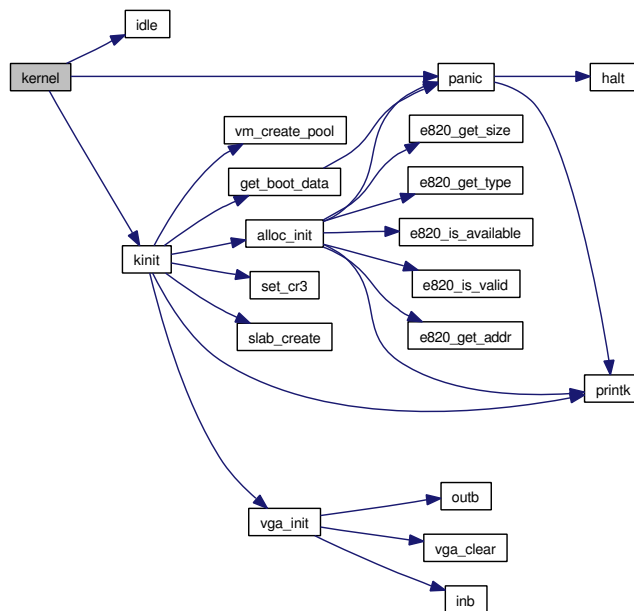 idle
kernel
panic
halt
vm_create_pool
e820_get_size
get_boot_data
e820_get_type
alloc_init
e820_is_available
kinit
set_cr3
e820_is_valid
slab_create
e820_get_addr
printk
outb
vga_init
vga_clear
inb